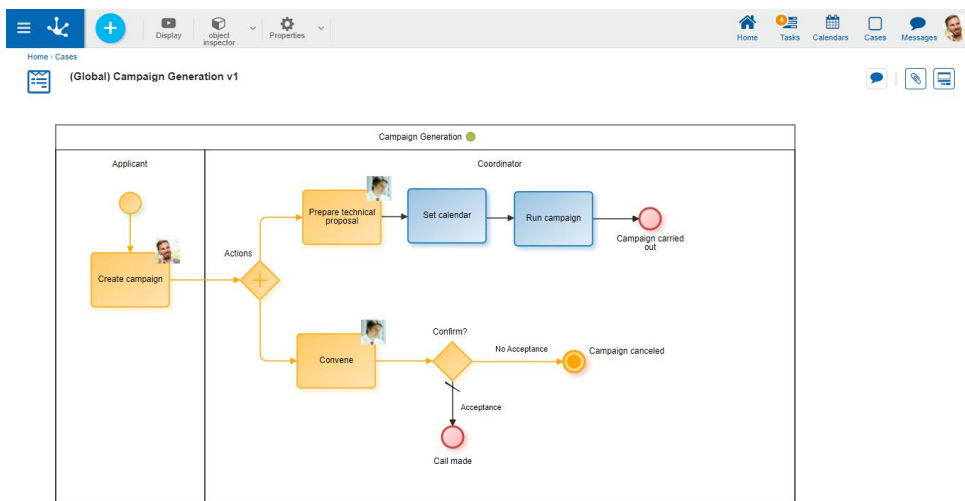 Display
object
inspector
Properties
Home
4
Tasks
Calendars
Cases
Messages
Home › Cases
(Global) Campaign Generation v1
Campaign Generation
Applicant
Coordinator
Prepare technical
proposal
Set calendar
Run campaign
Campaign carried
out
Actions
Create campaign
Confirm?
No Acceptance
Campaign canceled
Convene
Acceptance
Call made